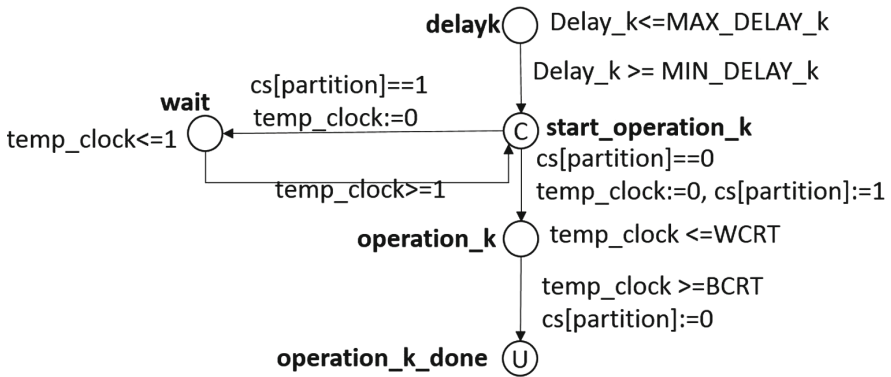 delayk Delay_k<=MAX_DELAY_k
Delay_k >= MIN_DELAY_k
cs[partition]==1
wait
temp_clock:=0
temp_clock<=1
C start_operation_k
cs[partition]==0
temp_clock>=1
temp_clock:=0, cs[partition]:=1
operation_k temp_clock <=WCRT
temp_clock >=BCRT
cs[partition]:=0
operation_k_done U